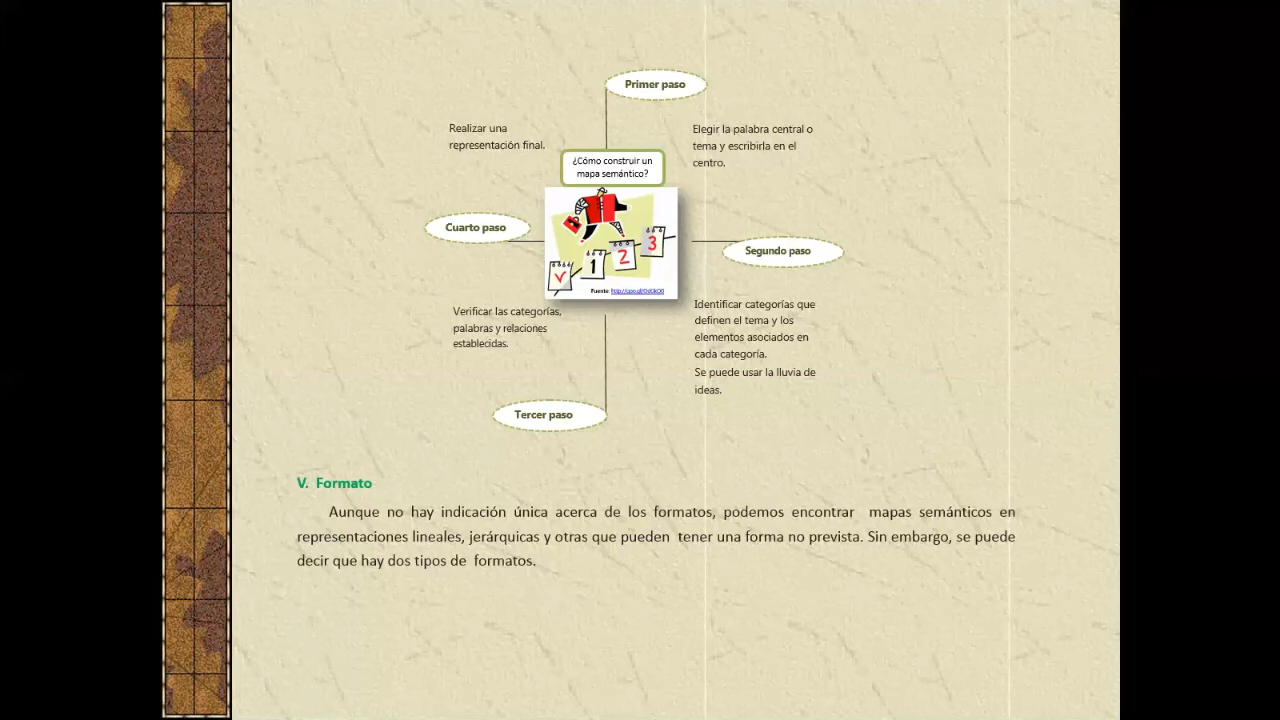 Primer paso
Elegir la palabra central o
tema y escribirla en el
centro.
¿Cómo construir un
mapa semántico?
1
2
3
Fuente:
Segundo paso
Identificar categorías que
definen el tema y los
elementos asociados en
cada categoría.
Se puede usar la lluvia de
ideas.
Tercer paso
Verificar las categorías,
palabras y relaciones
establecidas.
Cuarto paso
Realizar una
representación final.
V. Formato
Aunque no hay indicación única acerca de los formatos, podemos encontrar mapas semánticos en
representaciones lineales, jerárquicas y otras que pueden tener una forma no prevista. Sin embargo, se puede
decir que hay dos tipos de formatos.